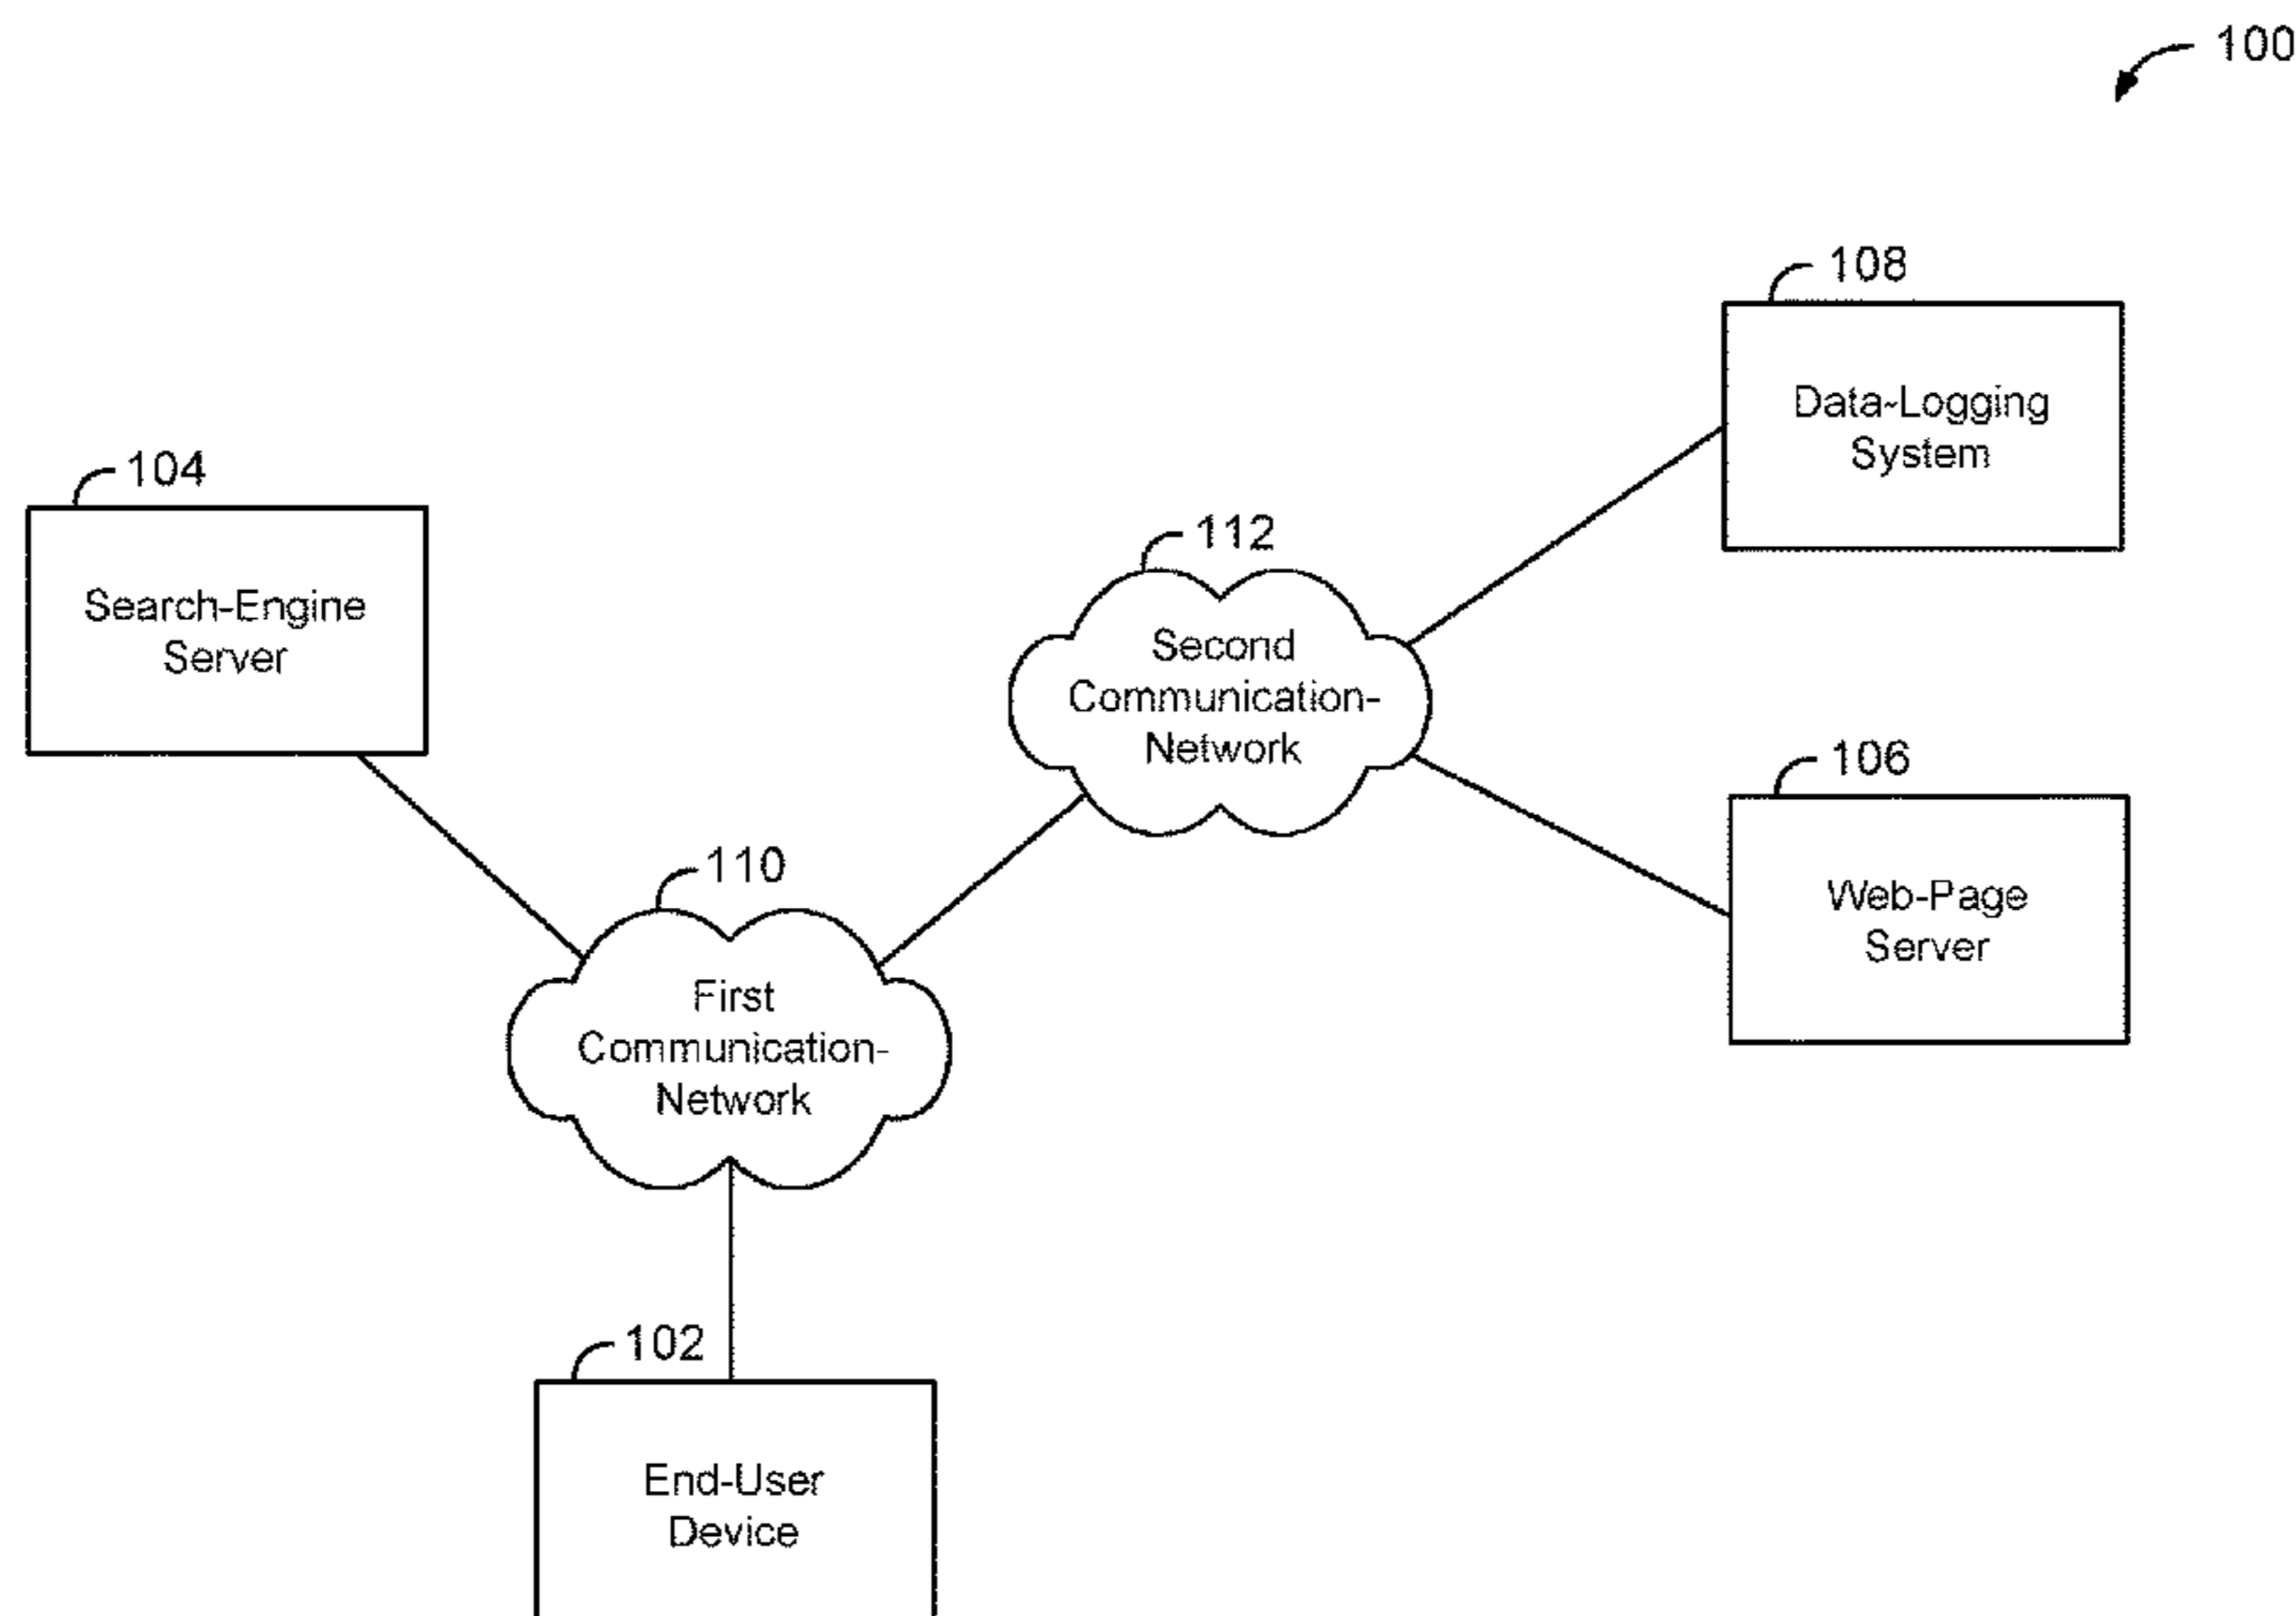 100
108
Data-Logging
System
104
Search-Engine
Server
112
Second
Communication-
Network
106
Web-Page
Server
110
First
Communication-
Network
102
End-User
Device